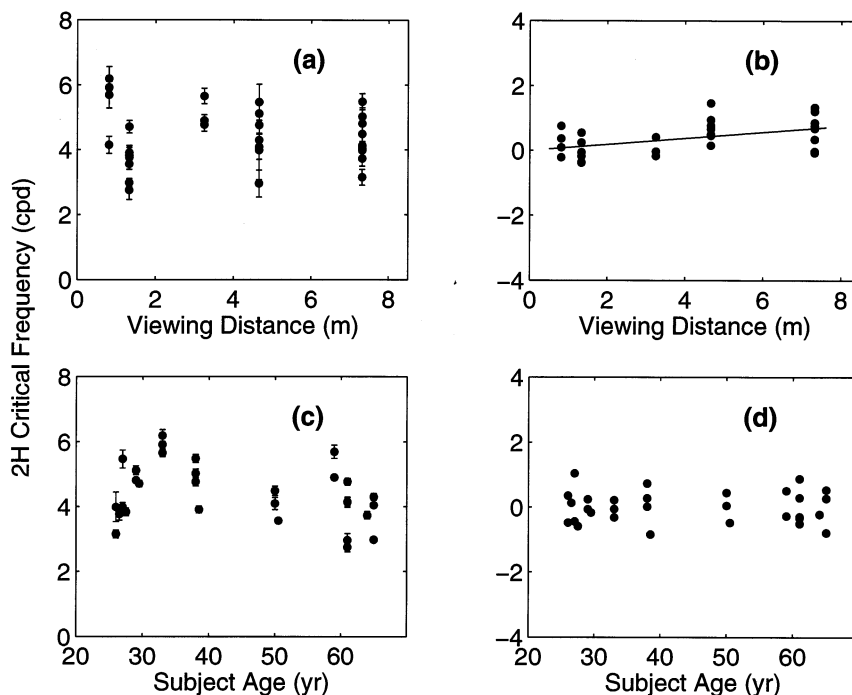 2H Critical Frequency (cpd)
8
6
4
2
0
(a)
0 2 4 6 8
Viewing Distance (m)
4
2
0
−2
−4
(b)
0 2 4 6 8
Viewing Distance (m)
8
6
4
2
0
(c)
20 30 40 50 60
Subject Age (yr)
4
2
0
−2
−4
(d)
20 30 40 50 60
Subject Age (yr)